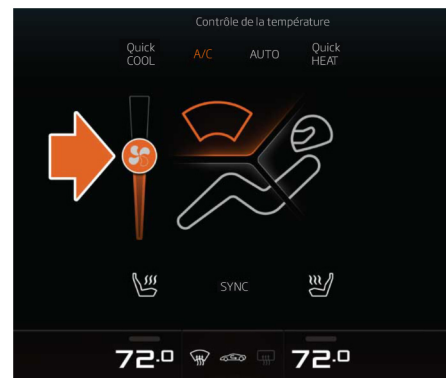 Contrôle de la température
Quick COOL A/C AUTO Quick HEAT
SYNC
72.0 72.0